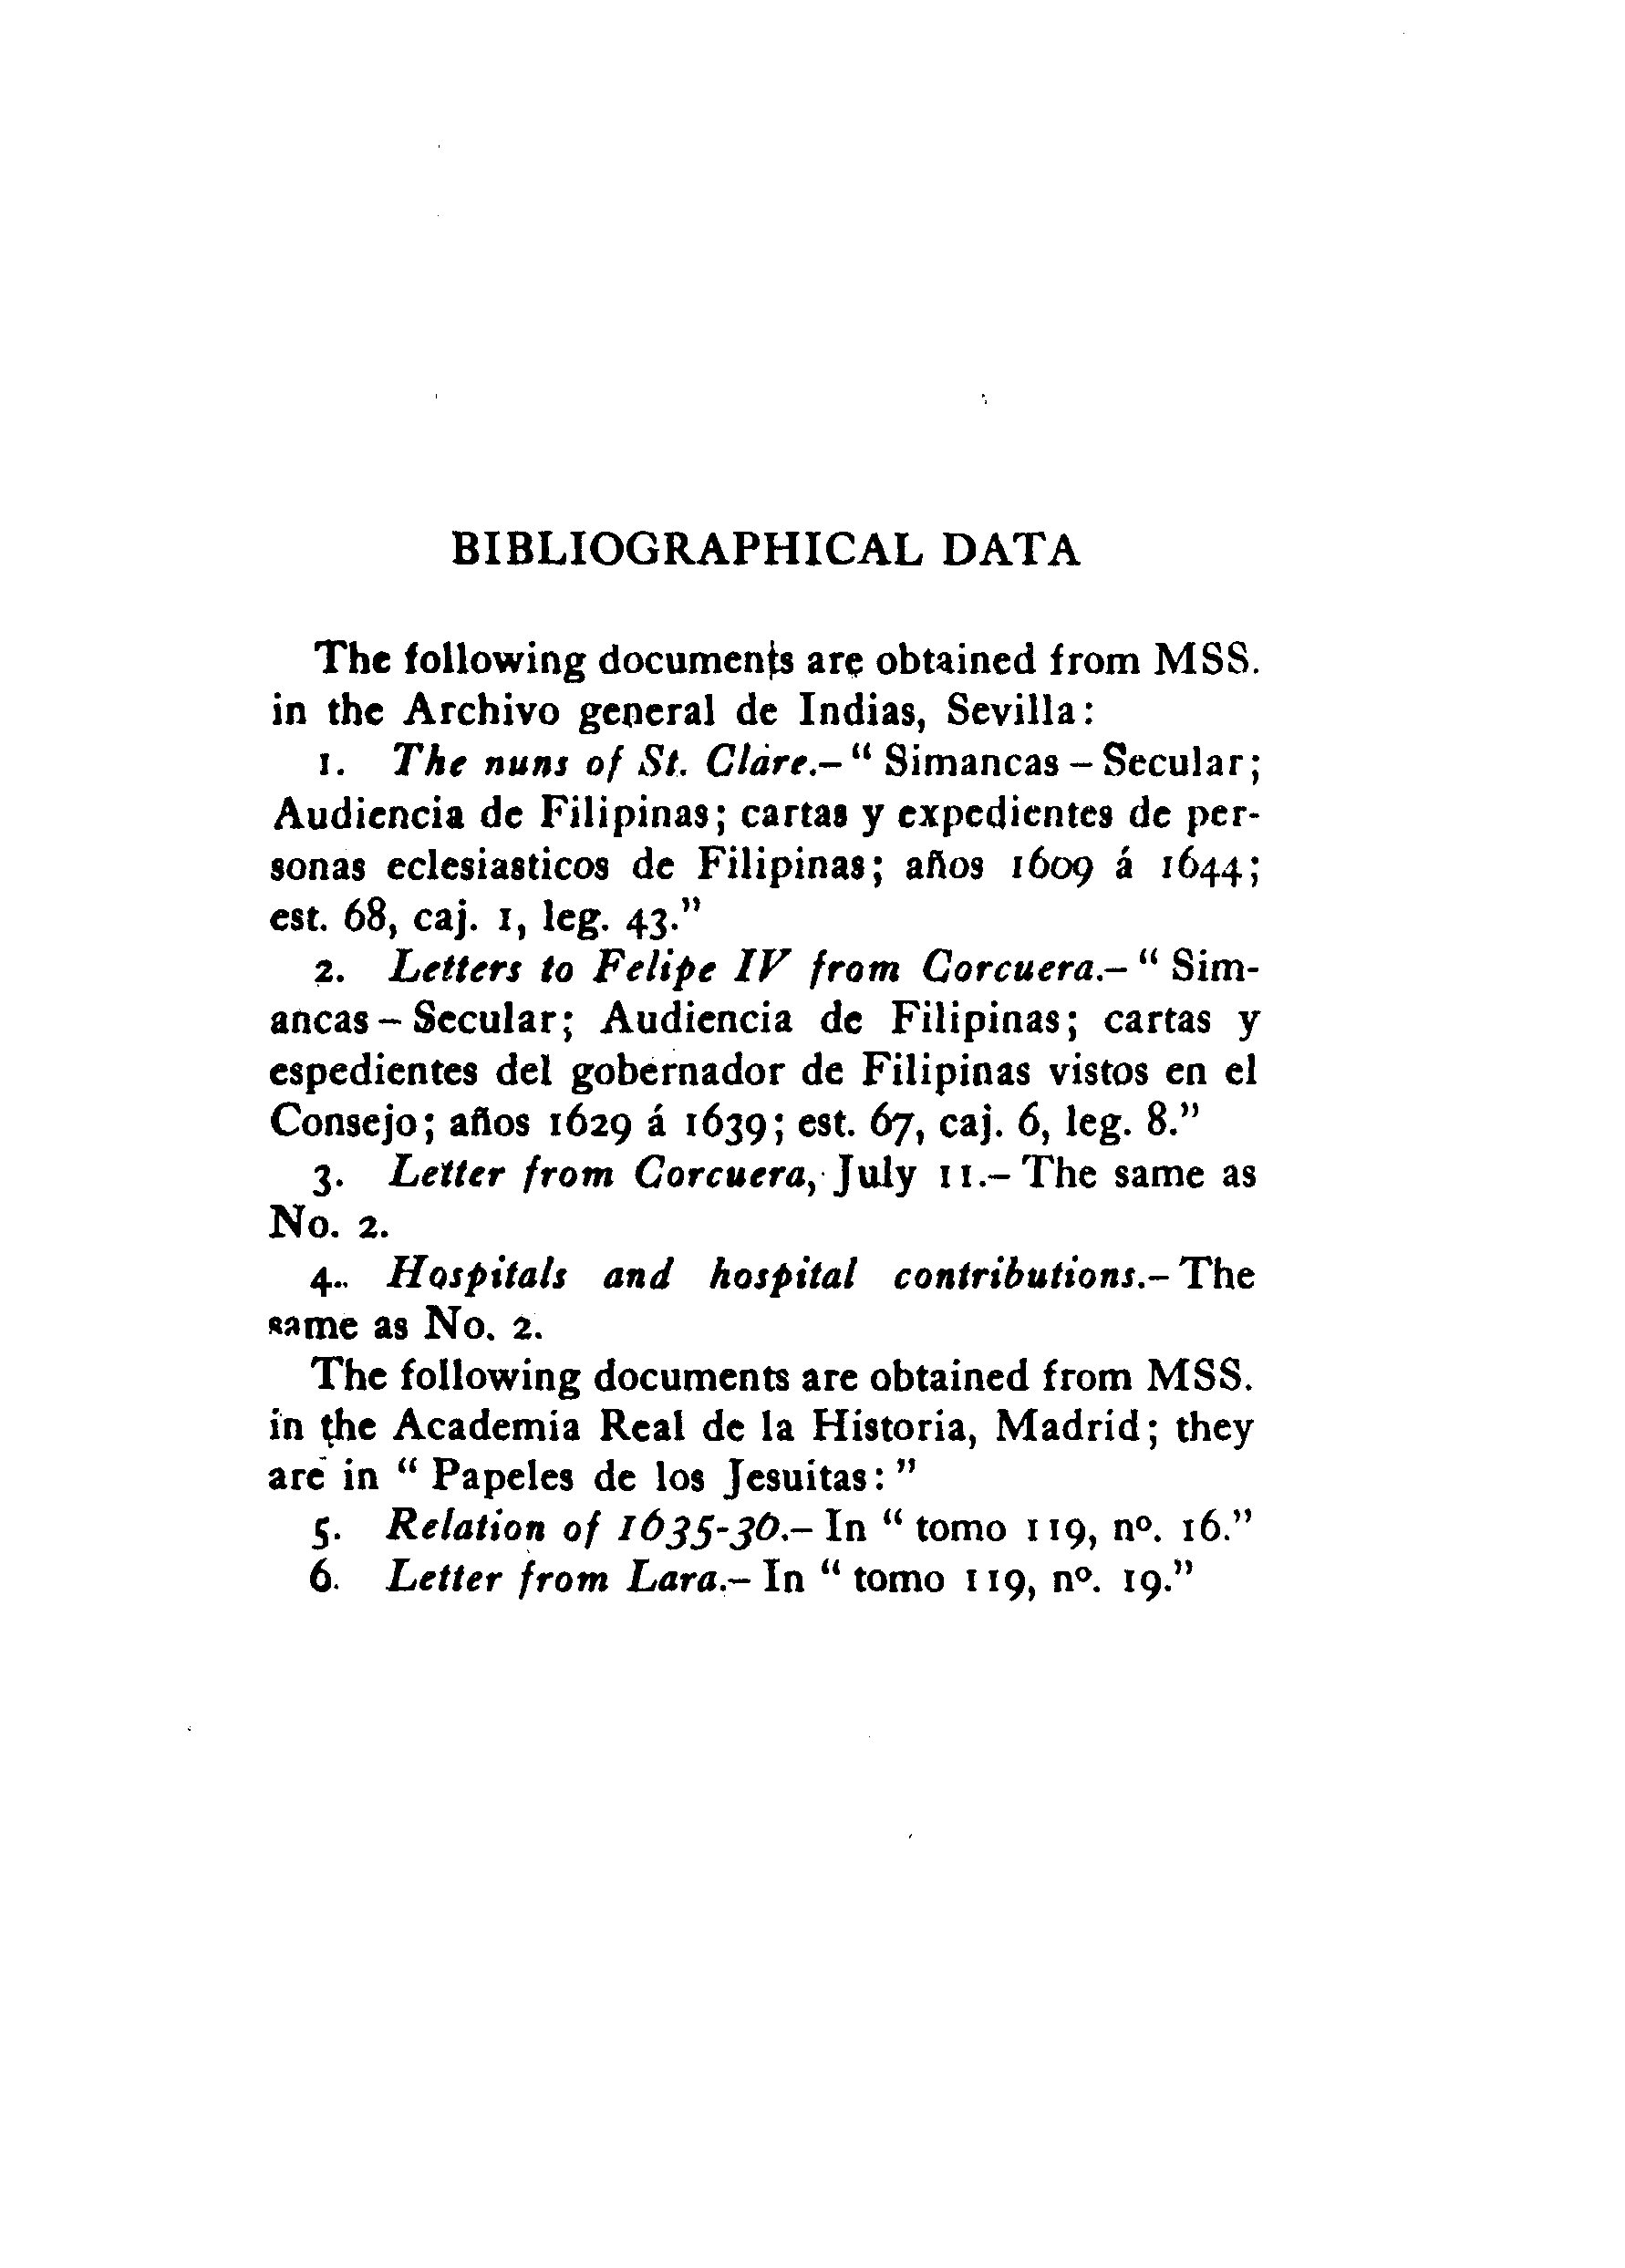 BIBLIOGRAPHICAL DATA
The following documents are obtained from MSS.
in the Archivo general de Indias, Sevilla:
1. The nuns of St. Clare.– “ Simancas – Secular;
Audiencia de Filipinas; cartas y expedientes de per-
sonas eclesiasticos de Filipinas; años 1609 á 1644;
est. 68, caj. 1, leg. 43.”
2. Letters to Felipe IV from Corcuera.– “ Sim-
ancas – Secular; Audiencia de Filipinas; cartas y
espedientes del gobernador de Filipinas vistos en el
Consejo; años 1629 á 1639; est. 67, caj. 6, leg. 8.”
3. Letter from Corcuera, July 11.– The same as
No. 2.
4. Hospitals and hospital contributions.– The
same as No. 2.
The following documents are obtained from MSS.
in the Academia Real de la Historia, Madrid; they
are in “ Papeles de los Jesuitas: ”
5. Relation of 1635-36.– In “ tomo 119, nº. 16.”
6. Letter from Lara.– In “ tomo 119, nº. 19.”